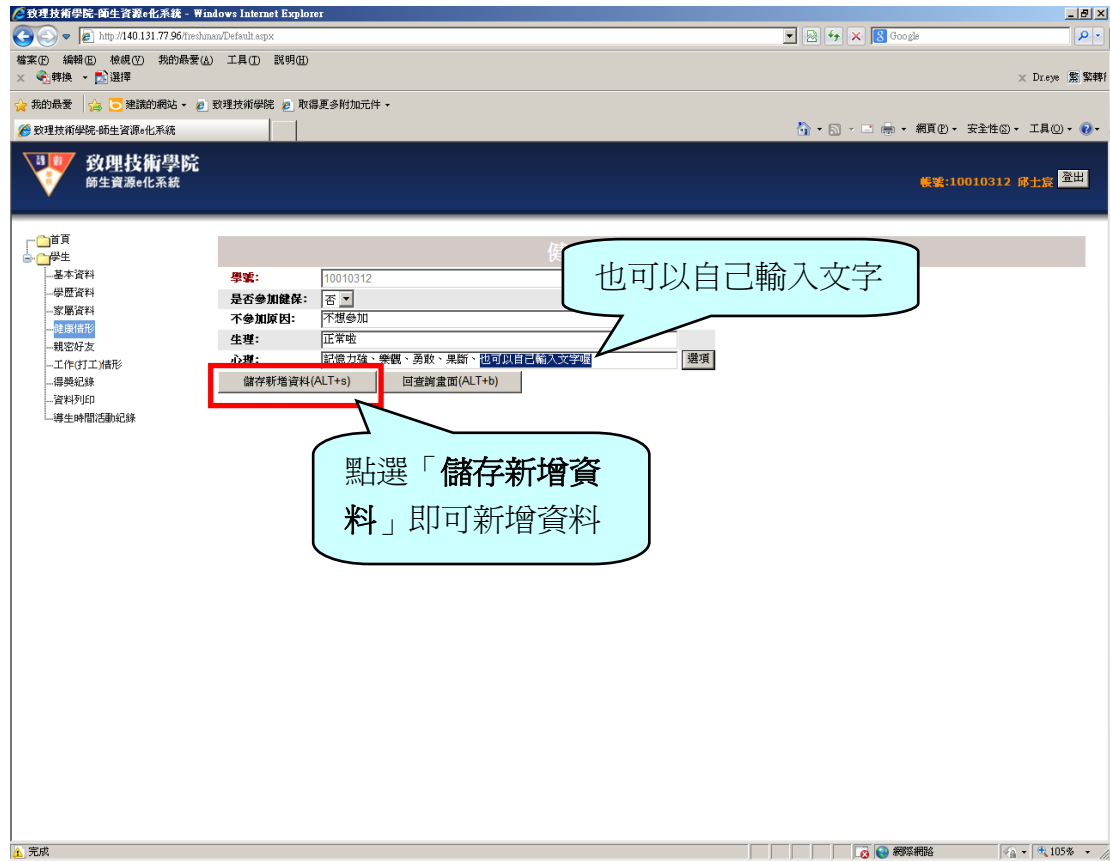 致理技術學院-師生資源e化系統 - Windows Internet Explorer
http://140.131.77.96/freshman/Default.aspx
Google
檔案(F) 編輯(E) 檢視(V) 我的最愛(A) 工具(T) 說明(H)
轉換 選擇
Dr.eye
我的最愛 建議的網站 致理技術學院 取得更多附加元件
致理技術學院-師生資源e化系統
網頁(P) 安全性(S) 工具(O)
致理技術學院
師生資源e化系統
帳號:10010312 邱士宸 登出
首頁
學生
基本資料
學歷資料
家屬資料
健康情形
親密好友
工作(打工)情形
得獎紀錄
資料列印
導生時間活動紀錄
學號: 10010312
是否參加健保: 否
不參加原因: 不想參加
生理: 正常啦
心理: 記憶力強、樂觀、勇敢、果斷、也可以自己輸入文字喔 選項
儲存新增資料(ALT+s) 回查詢畫面(ALT+b)
也可以自己輸入文字
點選「儲存新增資
料」即可新增資料
完成
網際網路
105%